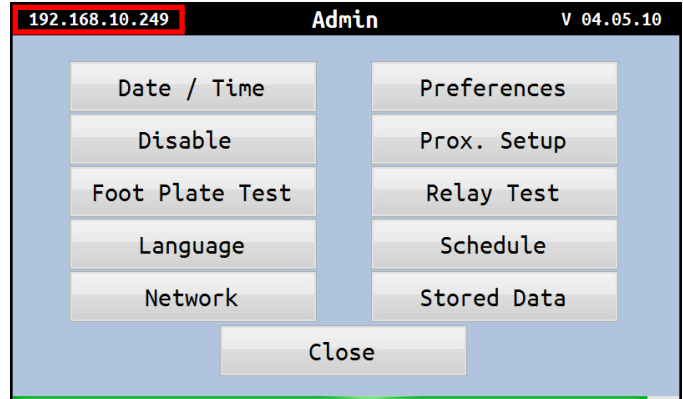 192.168.10.249 Admin V 04.05.10
Date / Time Preferences
Disable Prox. Setup
Foot Plate Test Relay Test
Language Schedule
Network Stored Data
Close